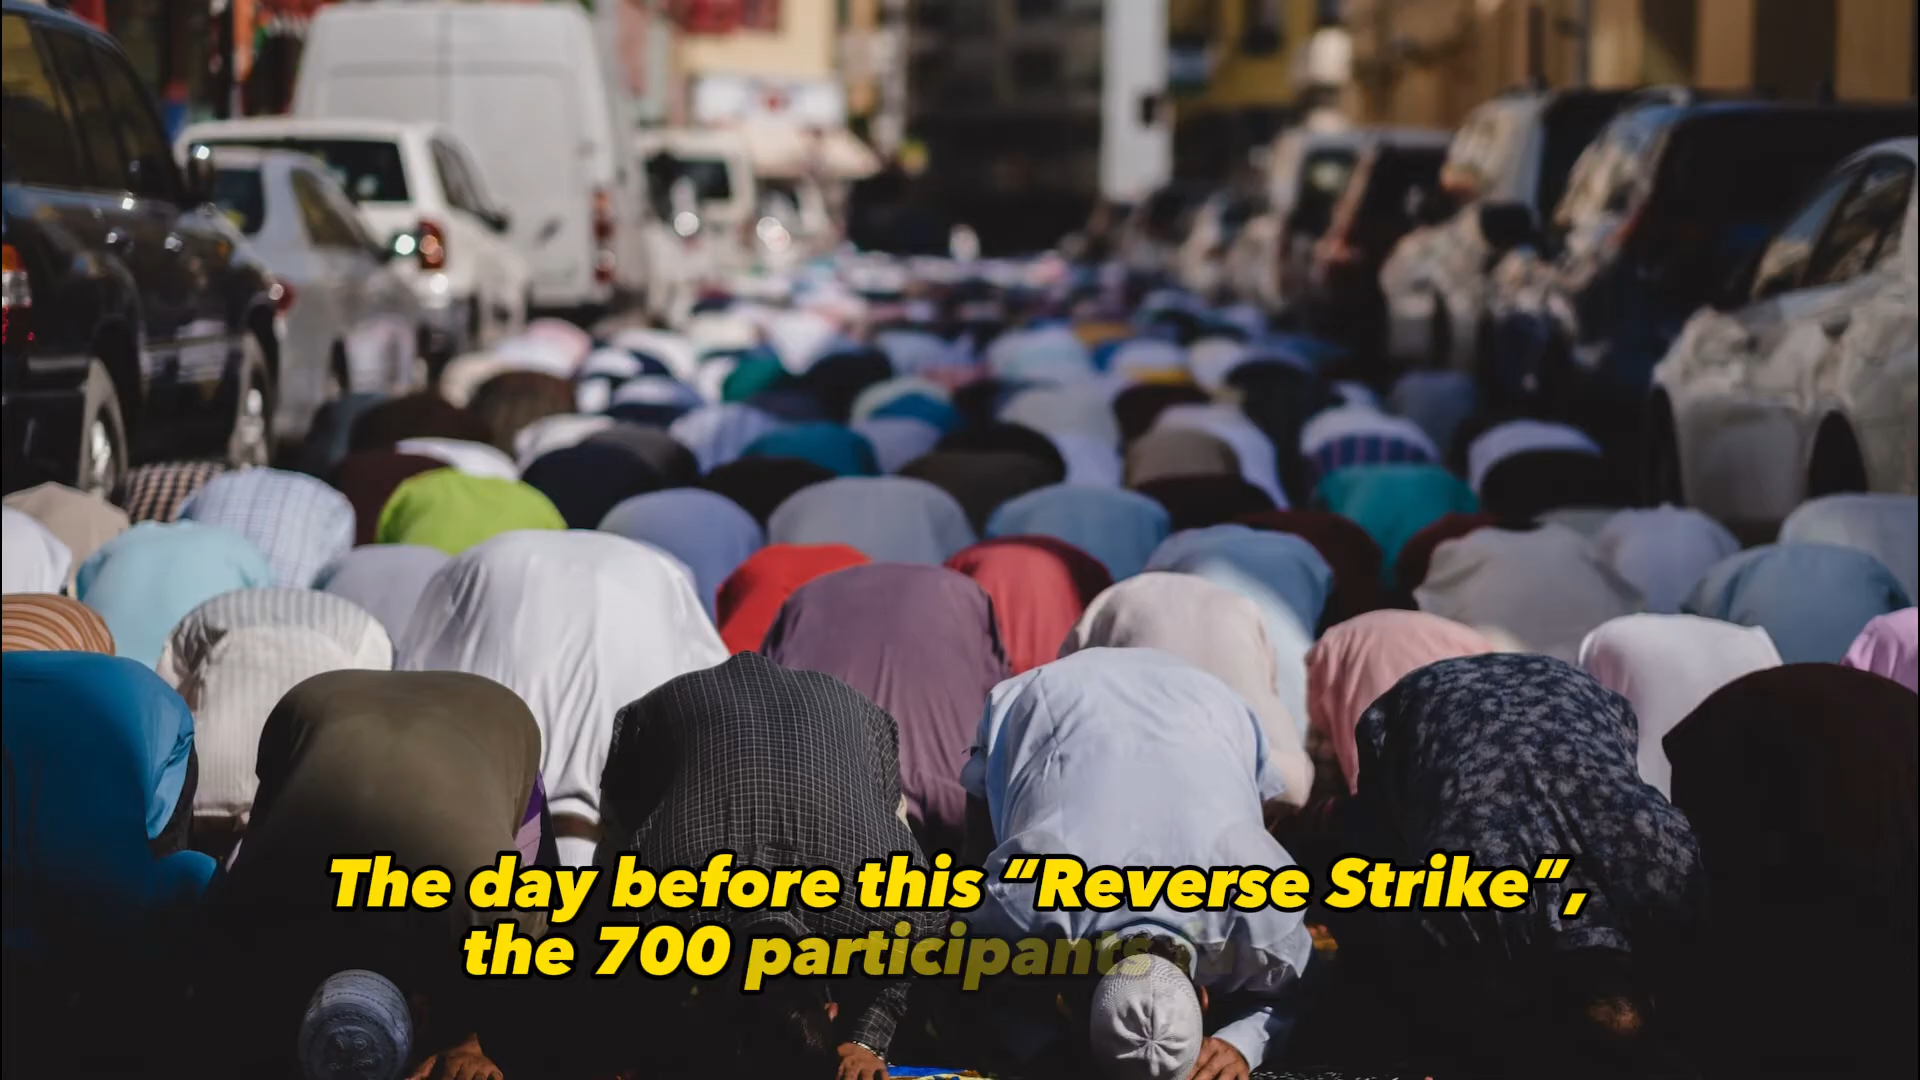 The day before this “Reverse Strike”,
the 700 participants